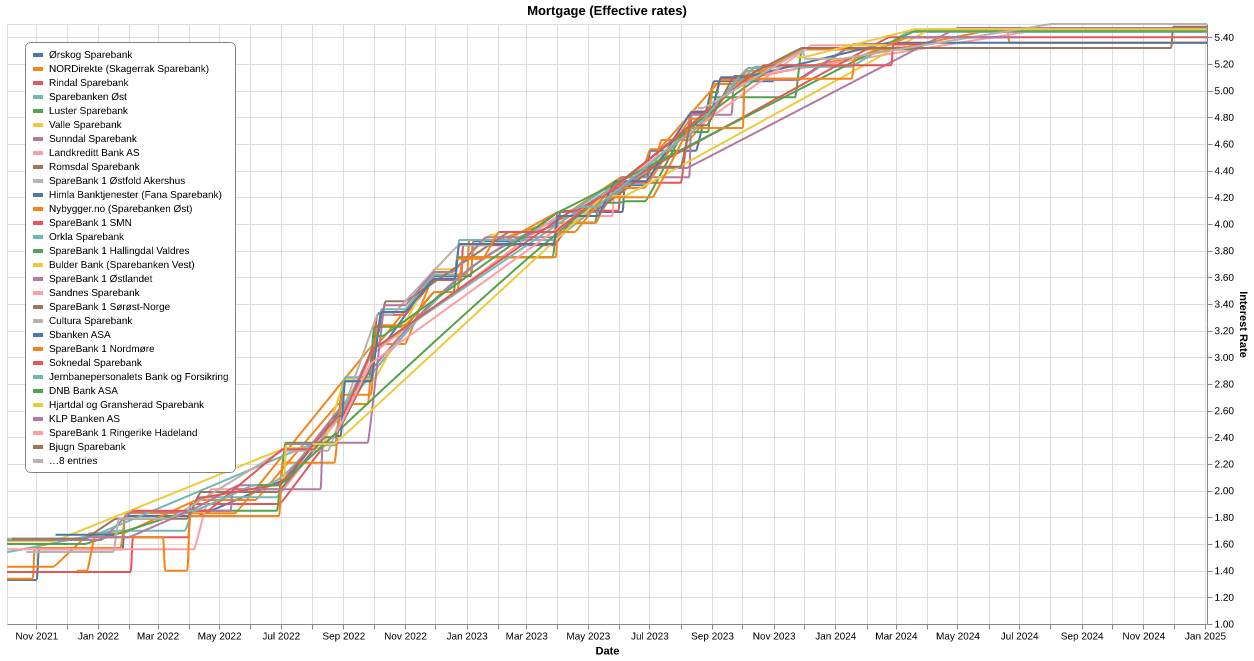 Mortgage (Effective rates)
Ørskog Sparebank
NORDirekte (Skagerrak Sparebank)
Rindal Sparebank
Sparebanken Øst
Luster Sparebank
Valle Sparebank
Sunndal Sparebank
Landkreditt Bank AS
Romsdal Sparebank
SpareBank 1 Østfold Akershus
Himla Banktjenester (Fana Sparebank)
Nybygger.no (Sparebanken Øst)
SpareBank 1 SMN
Orkla Sparebank
SpareBank 1 Hallingdal Valdres
Bulder Bank (Sparebanken Vest)
SpareBank 1 Østlandet
Sandnes Sparebank
SpareBank 1 Sørøst-Norge
Cultura Sparebank
Sbanken ASA
SpareBank 1 Nordmøre
Soknedal Sparebank
Jernbanepersonalets Bank og Forsikring
DNB Bank ASA
Hjartdal og Gransherad Sparebank
KLP Banken AS
SpareBank 1 Ringerike Hadeland
Bjugn Sparebank
…8 entries
5.40
5.20
5.00
4.80
4.60
4.40
4.20
4.00
3.80
3.60
3.40
3.20
3.00
2.80
2.60
2.40
2.20
2.00
1.80
1.60
1.40
1.20
1.00
Interest Rate
Nov 2021 Jan 2022 Mar 2022 May 2022 Jul 2022 Sep 2022 Nov 2022 Jan 2023 Mar 2023 May 2023 Jul 2023 Sep 2023 Nov 2023 Jan 2024 Mar 2024 May 2024 Jul 2024 Sep 2024 Nov 2024 Jan 2025
Date